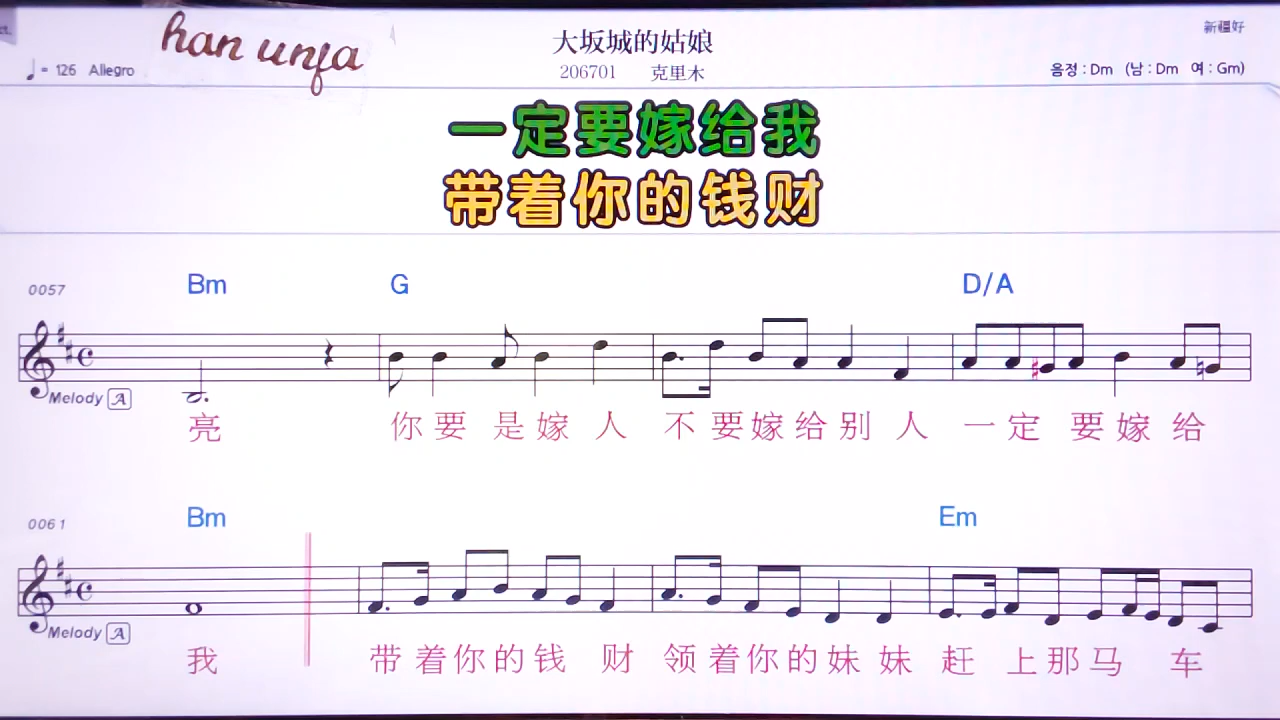 ct.
han unfa
大坂城的姑娘
新疆好
♩= 126 Allegro
206701 克里木
음정 : Dm (남 : Dm 여 : Gm)
一定要嫁给我
带着你的钱财
0057 Bm G D/A
Melody A
亮 你要是嫁人 不要嫁给别人 一定要嫁给
0061 Bm Em
Melody A
我 带着你的钱财 领着你的妹妹 赶上那马车